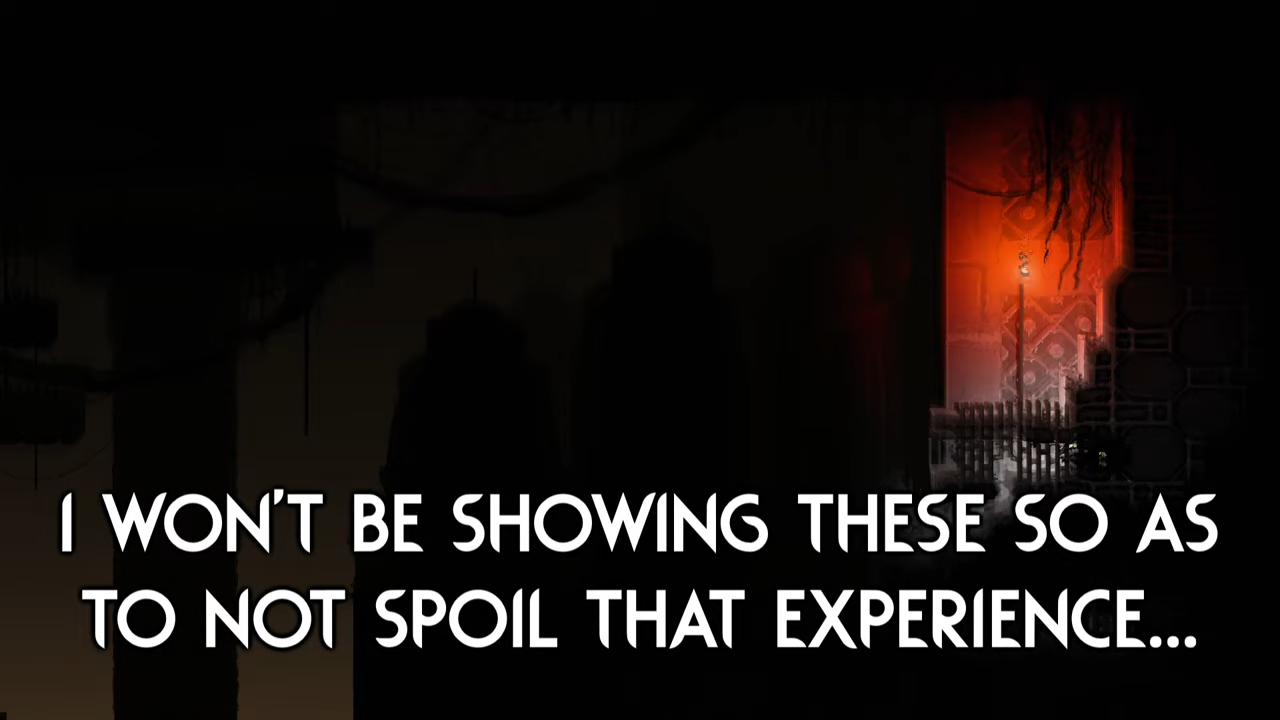 I WON'T BE SHOWING THESE SO AS
TO NOT SPOIL THAT EXPERIENCE...